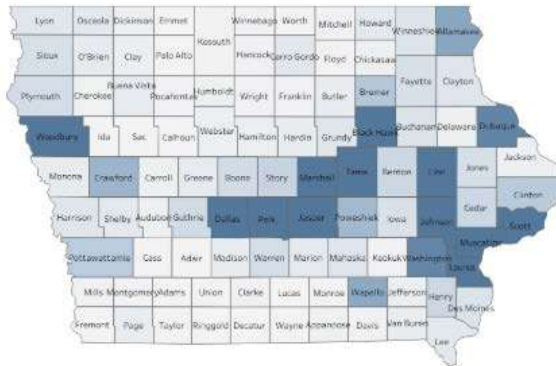 Lyon Osceola Dickinson Emmet Winnebago Worth Mitchell Howard Winneshiek Allamakee
Kossuth
Sioux O'Brien Clay Palo Alto Hancock Cerro Gordo Floyd Chickasaw
Fayette Clayton
Plymouth Cherokee Buena Vista Pocahontas Humboldt Wright Franklin Butler Bremer
Woodbury Ida Sac Calhoun Webster Hamilton Hardin Grundy Black Hawk Buchanan Delaware Dubuque
Monona Crawford Carroll Greene Boone Story Marshall Tama Benton Linn Jones Jackson
Clinton
Harrison Shelby Audubon Guthrie Dallas Polk Jasper Poweshiek Iowa Johnson Cedar Scott
Muscatine
Pottawattamie Cass Adair Madison Warren Marion Mahaska Keokuk Washington Louisa
Mills Montgomery Adams Union Clarke Lucas Monroe Wapello Jefferson Henry Des Moines
Fremont Page Taylor Ringgold Decatur Wayne Appanoose Davis Van Buren Lee